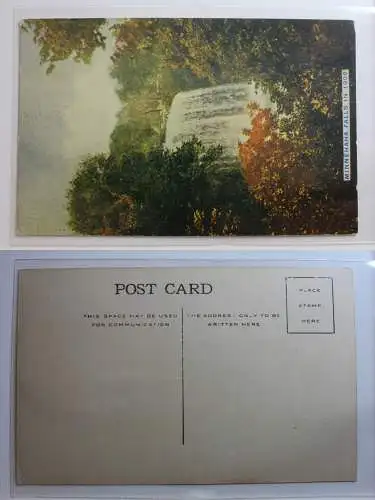 MINNEHAHA FALLS IN 1908
POST CARD
THIS SPACE MAY BE USED
FOR COMMUNICATION
THE ADDRESS ONLY TO BE
WRITTEN HERE
PLACE
STAMP
HERE